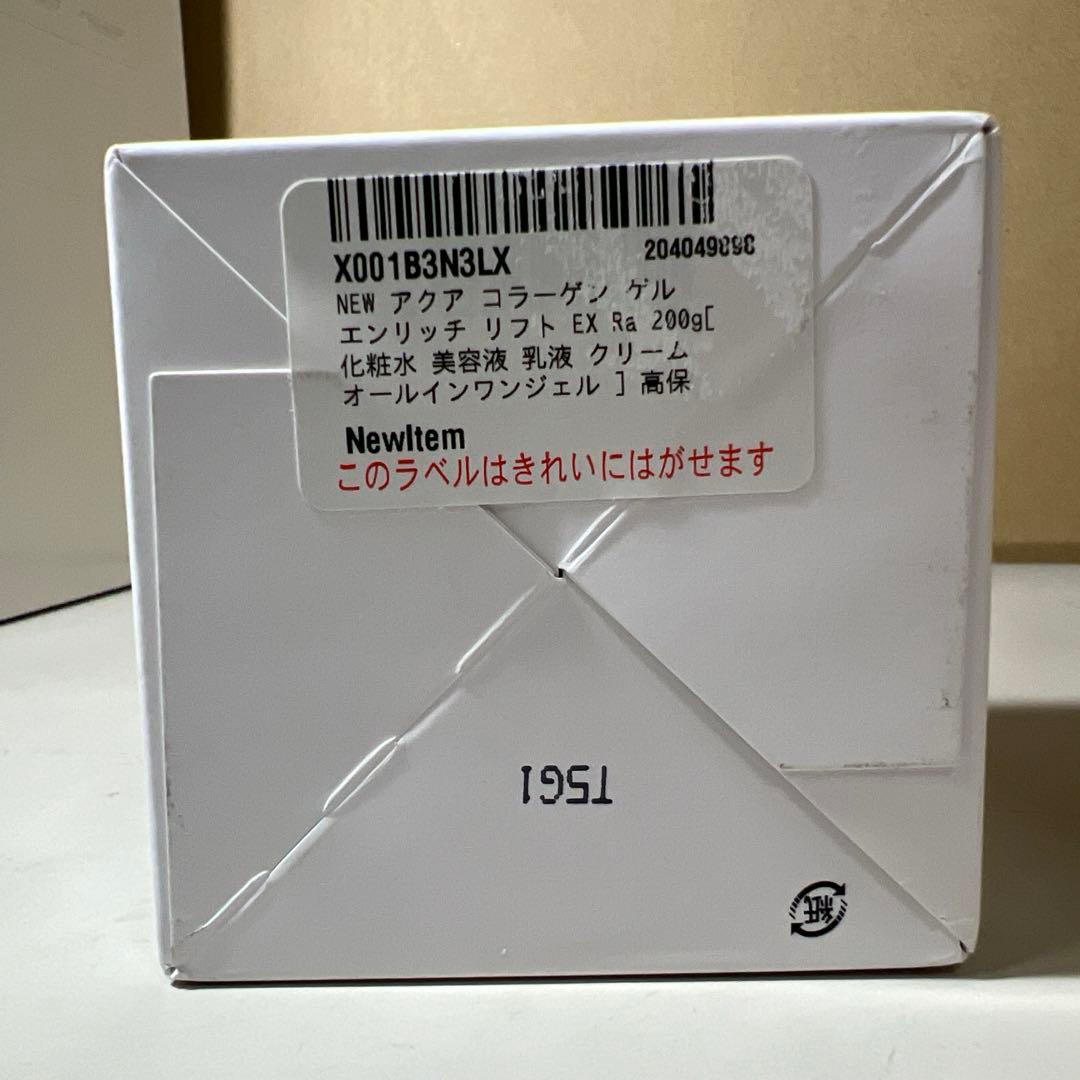 X001B3N3LX
204049898
NEW アクア コラーゲン ゲル
エンリッチ リフト EX Ra 200g[
化粧水 美容液 乳液 クリーム
オールインワンジェル ] 高保
NewItem
このラベルはきれいにはがせます
T5G1
紙